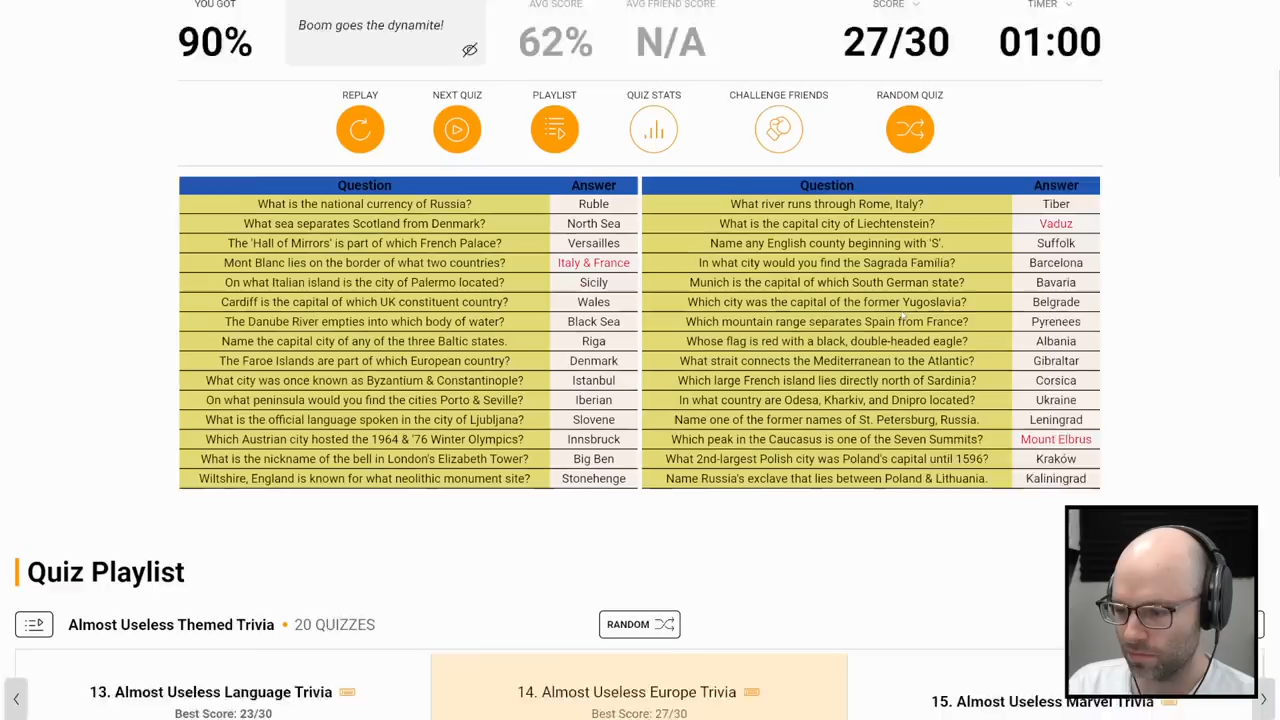 YOU GOT
90%
Boom goes the dynamite!
AVG SCORE
62%
AVG FRIEND SCORE
N/A
SCORE
27/30
TIMER
01:00
REPLAY
NEXT QUIZ
PLAYLIST
QUIZ STATS
CHALLENGE FRIENDS
RANDOM QUIZ
Question Answer
What is the national currency of Russia? Ruble
What sea separates Scotland from Denmark? North Sea
The 'Hall of Mirrors' is part of which French Palace? Versailles
Mont Blanc lies on the border of what two countries? Italy & France
On what Italian island is the city of Palermo located? Sicily
Cardiff is the capital of which UK constituent country? Wales
The Danube River empties into which body of water? Black Sea
Name the capital city of any of the three Baltic states. Riga
The Faroe Islands are part of which European country? Denmark
What city was once known as Byzantium & Constantinople? Istanbul
On what peninsula would you find the cities Porto & Seville? Iberian
What is the official language spoken in the city of Ljubljana? Slovene
Which Austrian city hosted the 1964 & '76 Winter Olympics? Innsbruck
What is the nickname of the bell in London's Elizabeth Tower? Big Ben
Wiltshire, England is known for what neolithic monument site? Stonehenge
Question Answer
What river runs through Rome, Italy? Tiber
What is the capital city of Liechtenstein? Vaduz
Name any English county beginning with 'S'. Suffolk
In what city would you find the Sagrada Família? Barcelona
Munich is the capital of which South German state? Bavaria
Which city was the capital of the former Yugoslavia? Belgrade
Which mountain range separates Spain from France? Pyrenees
Whose flag is red with a black, double-headed eagle? Albania
What strait connects the Mediterranean to the Atlantic? Gibraltar
Which large French island lies directly north of Sardinia? Corsica
In what country are Odesa, Kharkiv, and Dnipro located? Ukraine
Name one of the former names of St. Petersburg, Russia. Leningrad
Which peak in the Caucasus is one of the Seven Summits? Mount Elbrus
What 2nd-largest Polish city was Poland's capital until 1596? Kraków
Name Russia's exclave that lies between Poland & Lithuania. Kaliningrad
Quiz Playlist
Almost Useless Themed Trivia • 20 QUIZZES
RANDOM
13. Almost Useless Language Trivia
Best Score: 23/30
14. Almost Useless Europe Trivia
Best Score: 27/30
15. Almost Useless Marvel Trivia